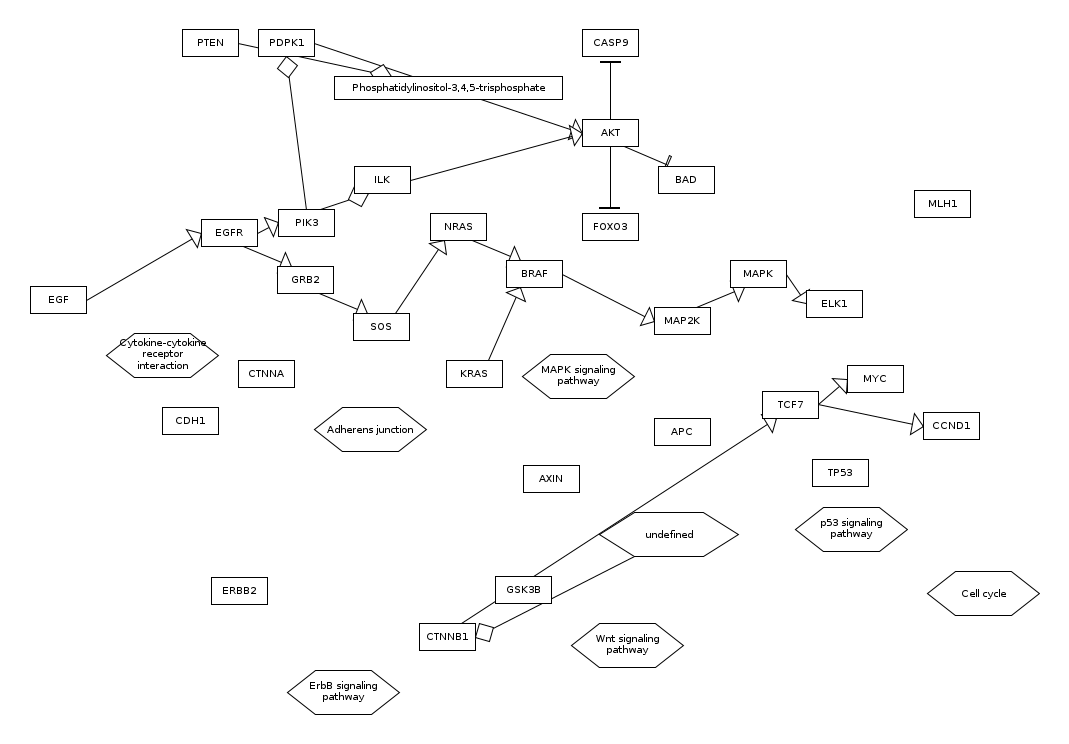 PTEN
PDPK1
CASP9
Phosphatidylinositol-3,4,5-trisphosphate
AKT
ILK
BAD
MLH1
PIK3
NRAS
FOXO3
EGFR
GRB2
BRAF
MAPK
EGF
ELK1
SOS
MAP2K
Cytokine-cytokine
receptor
interaction
CTNNA
KRAS
MAPK signaling
pathway
MYC
TCF7
CDH1
Adherens junction
APC
CCND1
AXIN
TP53
undefined
p53 signaling
pathway
ERBB2
GSK3B
Cell cycle
CTNNB1
Wnt signaling
pathway
ErbB signaling
pathway